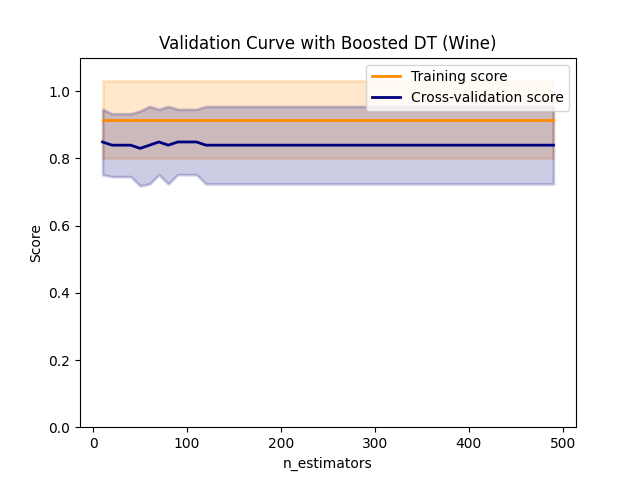 Validation Curve with Boosted DT (Wine)
Training score
Cross-validation score
1.0
0.8
0.6
0.4
0.2
0.0
Score
0 100 200 300 400 500
n_estimators